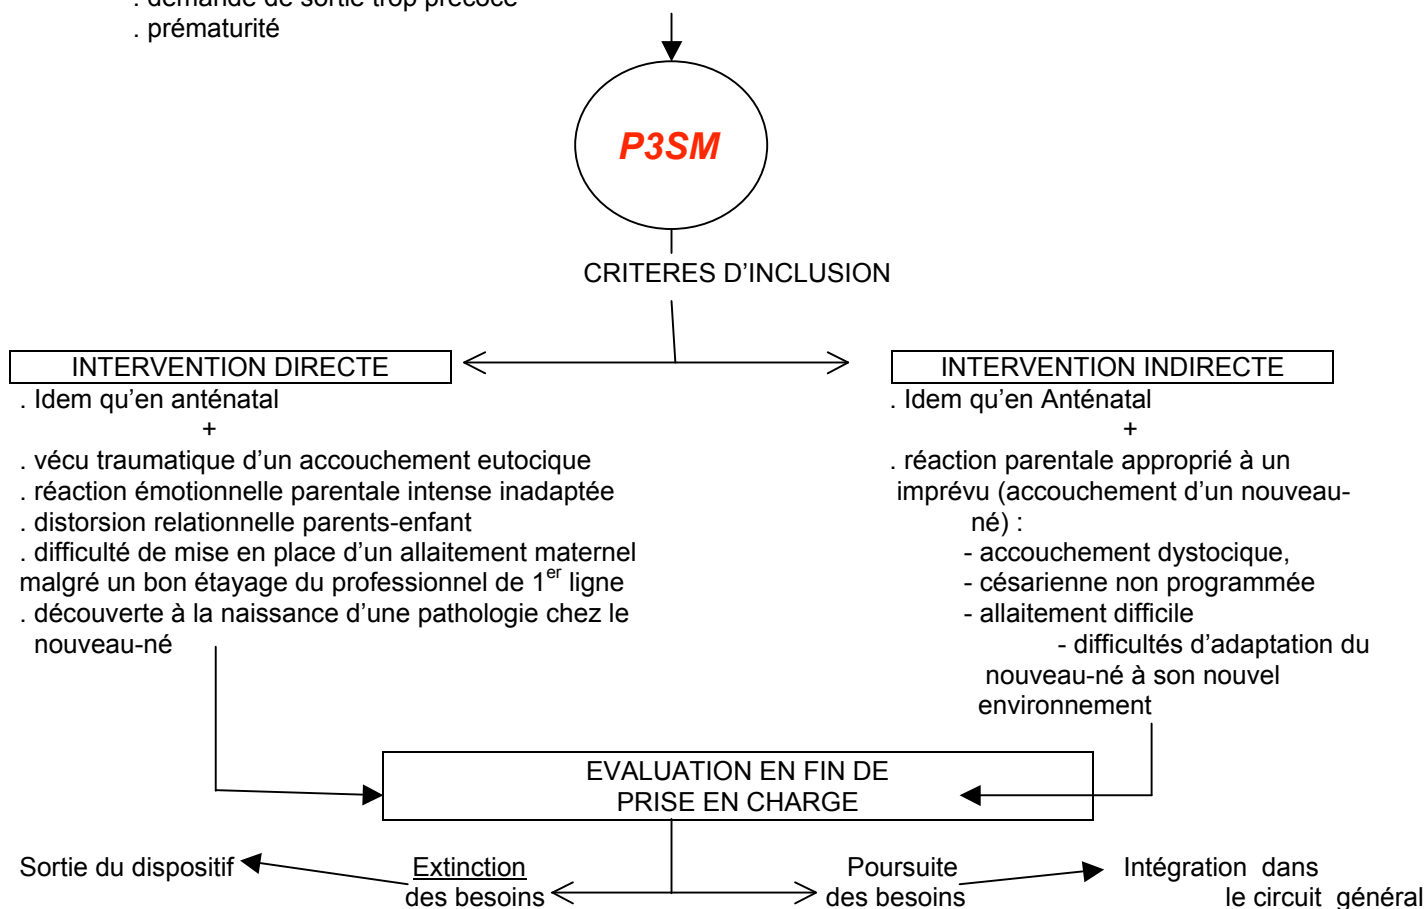 . demande de sortie trop précoce
. prématurité
P3SM
CRITERES D'INCLUSION
INTERVENTION DIRECTE
. Idem qu'en anténatal
+
. vécu traumatique d'un accouchement eutocique
. réaction émotionnelle parentale intense inadaptée
. distorsion relationnelle parents-enfant
. difficulté de mise en place d'un allaitement maternel
malgré un bon étayage du professionnel de 1er ligne
. découverte à la naissance d'une pathologie chez le
nouveau-né
INTERVENTION INDIRECTE
. Idem qu'en Anténatal
+
. réaction parentale approprié à un
imprévu (accouchement d'un nouveau-
né) :
- accouchement dystocique,
- césarienne non programmée
- allaitement difficile
- difficultés d'adaptation du
nouveau-né à son nouvel
environnement
EVALUATION EN FIN DE
PRISE EN CHARGE
Sortie du dispositif
Extinction
des besoins
Poursuite
des besoins
Intégration dans
le circuit général